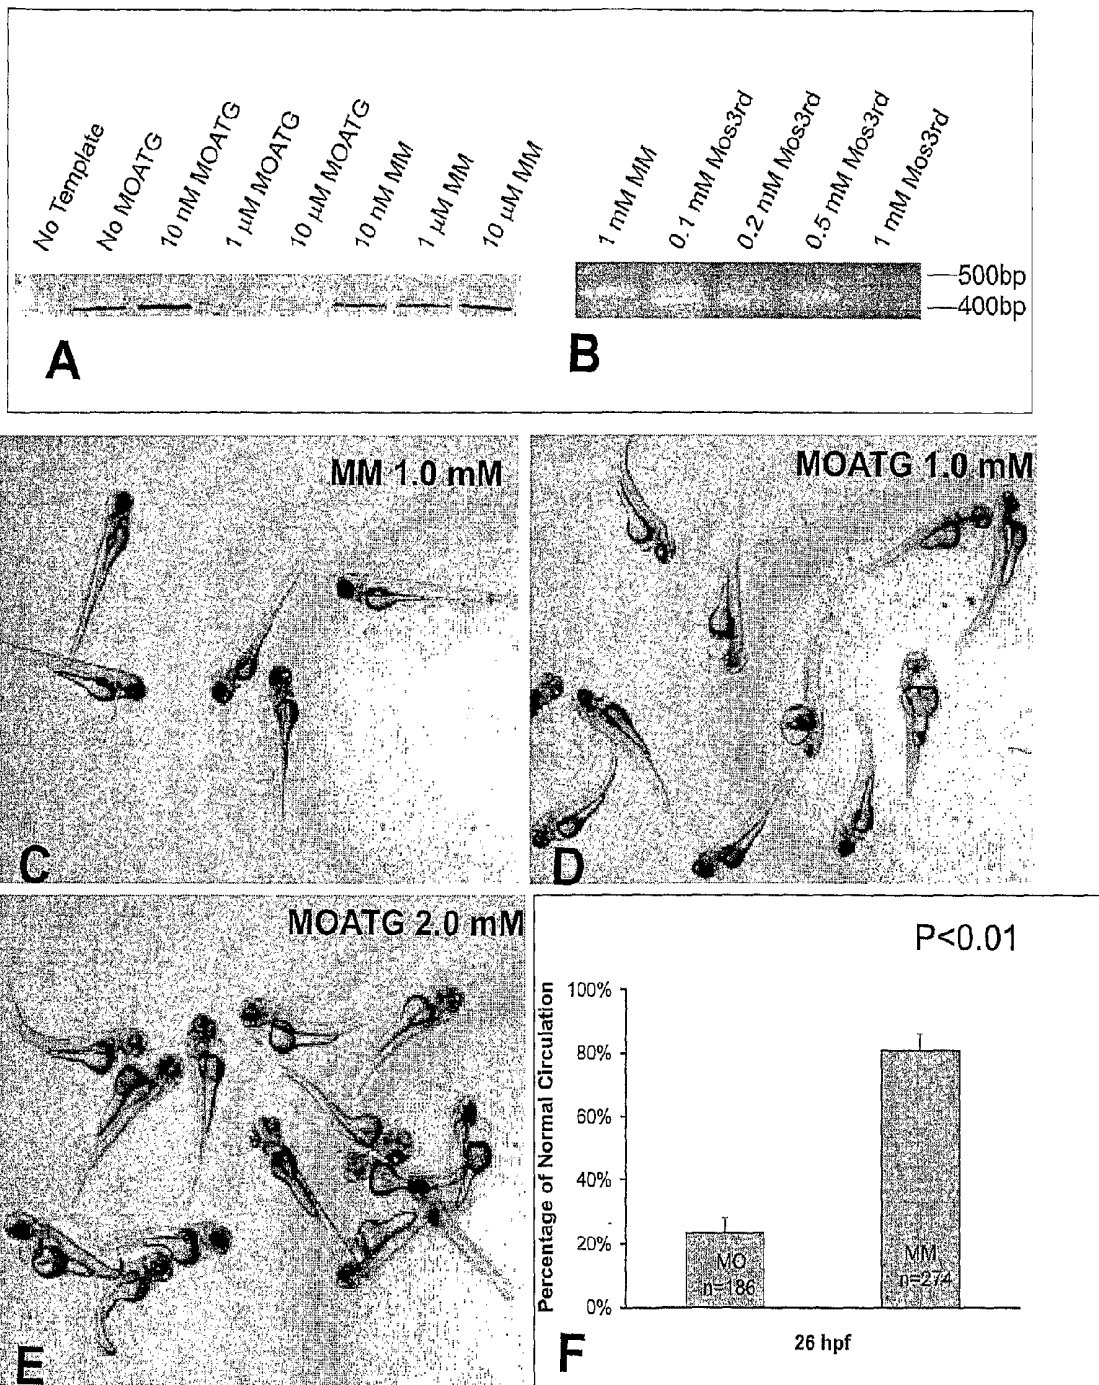 No Template
No MOATG
10 nM MOATG
1 µM MOATG
10 µM MOATG
10 nM MM
1 µM MM
10 µM MM
1 mM MM
0.1 mM Mos3rd
0.2 mM Mos3rd
0.5 mM Mos3rd
1 mM Mos3rd
500bp
400bp
A
B
MM 1.0 mM
C
MOATG 1.0 mM
D
MOATG 2.0 mM
E
P<0.01
Percentage of Normal Circulation
100%
80%
60%
40%
20%
0%
MO
n=186
MM
n=274
26 hpf
F